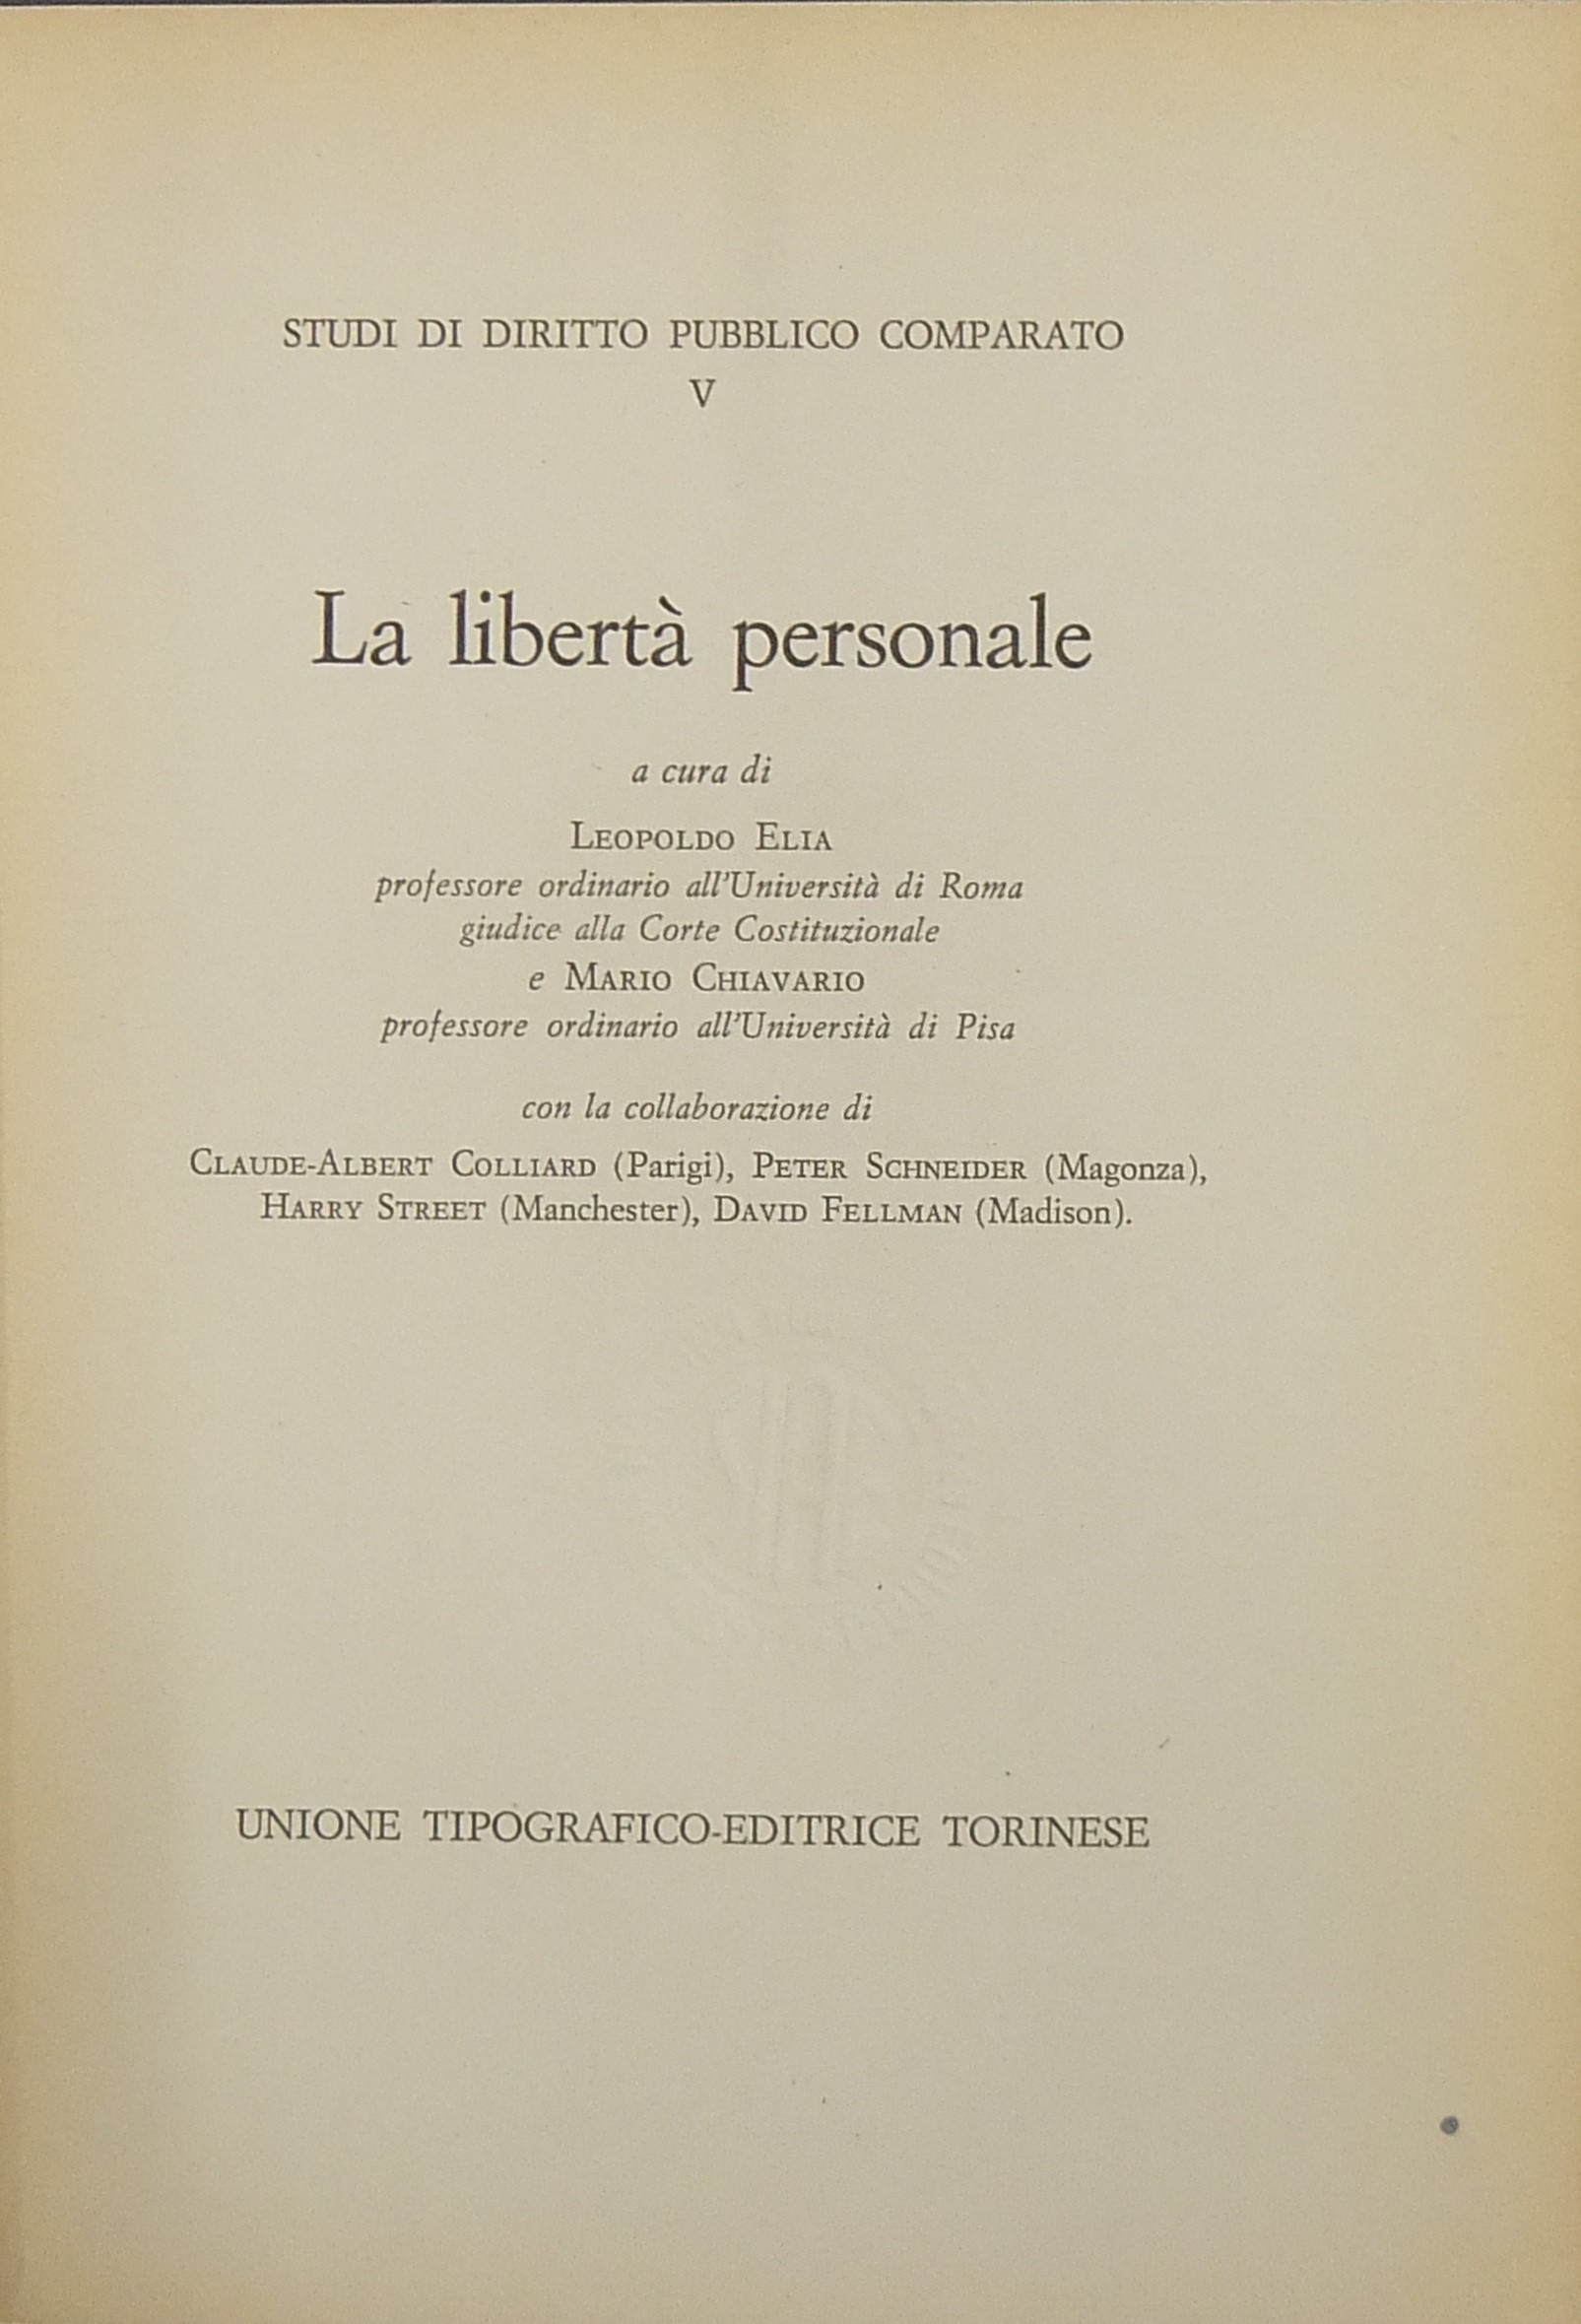 STUDI DI DIRITTO PUBBLICO COMPARATO
V
La libertà personale
a cura di
LEOPOLDO ELIA
professore ordinario all'Università di Roma
giudice alla Corte Costituzionale
e MARIO CHIAVARIO
professore ordinario all'Università di Pisa
con la collaborazione di
CLAUDE-ALBERT COLLIARD (Parigi), PETER SCHNEIDER (Magonza),
HARRY STREET (Manchester), DAVID FELLMAN (Madison).
UNIONE TIPOGRAFICO-EDITRICE TORINESE